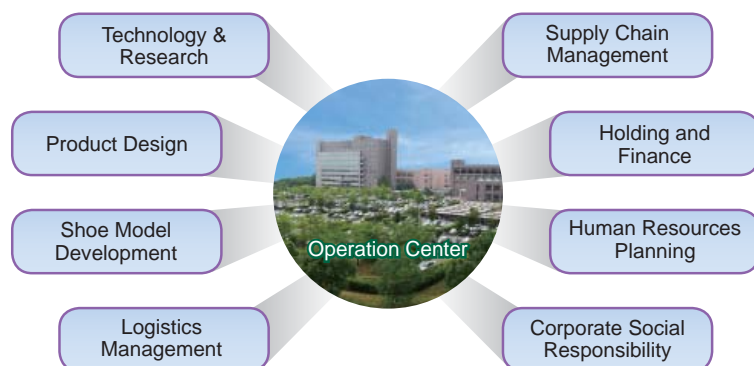 Technology &
Research
Product Design
Shoe Model
Development
Logistics
Management
Operation Center
Supply Chain
Management
Holding and
Finance
Human Resources
Planning
Corporate Social
Responsibility